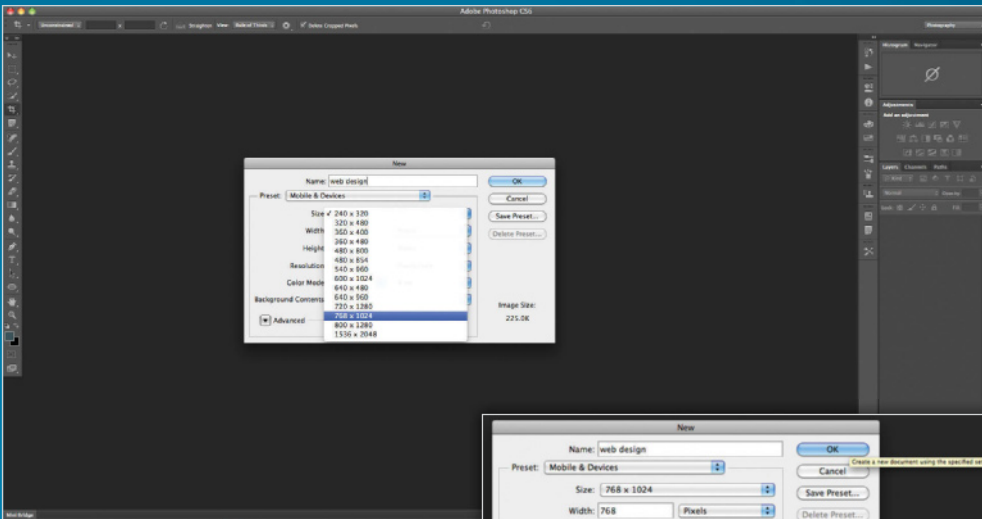 Adobe Photoshop CS6
Unconstrained x Straighten View: Rule of Thirds Delete Cropped Pixels Photography
Histogram Navigator
Adjustments
Add an adjustment
Layers Channels Paths
Normal
Lock: Fill:
New
Name: web design OK
Preset: Mobile & Devices Cancel
Size ✓ 240 x 320 Save Preset...
320 x 480
Width 360 x 400 Delete Preset...
360 x 480
Height 480 x 800
480 x 854
Resolution 540 x 960
600 x 1024
Color Mode 640 x 480
Background Contents 640 x 960 Image Size:
720 x 1280
768 x 1024 225.0K
Advanced 800 x 1280
1536 x 2048
New
Name: web design OK
Create a new document using the specified se
Preset: Mobile & Devices Cancel
Size: 768 x 1024 Save Preset...
Width: 768 Pixels Delete Preset...
Mini Bridge